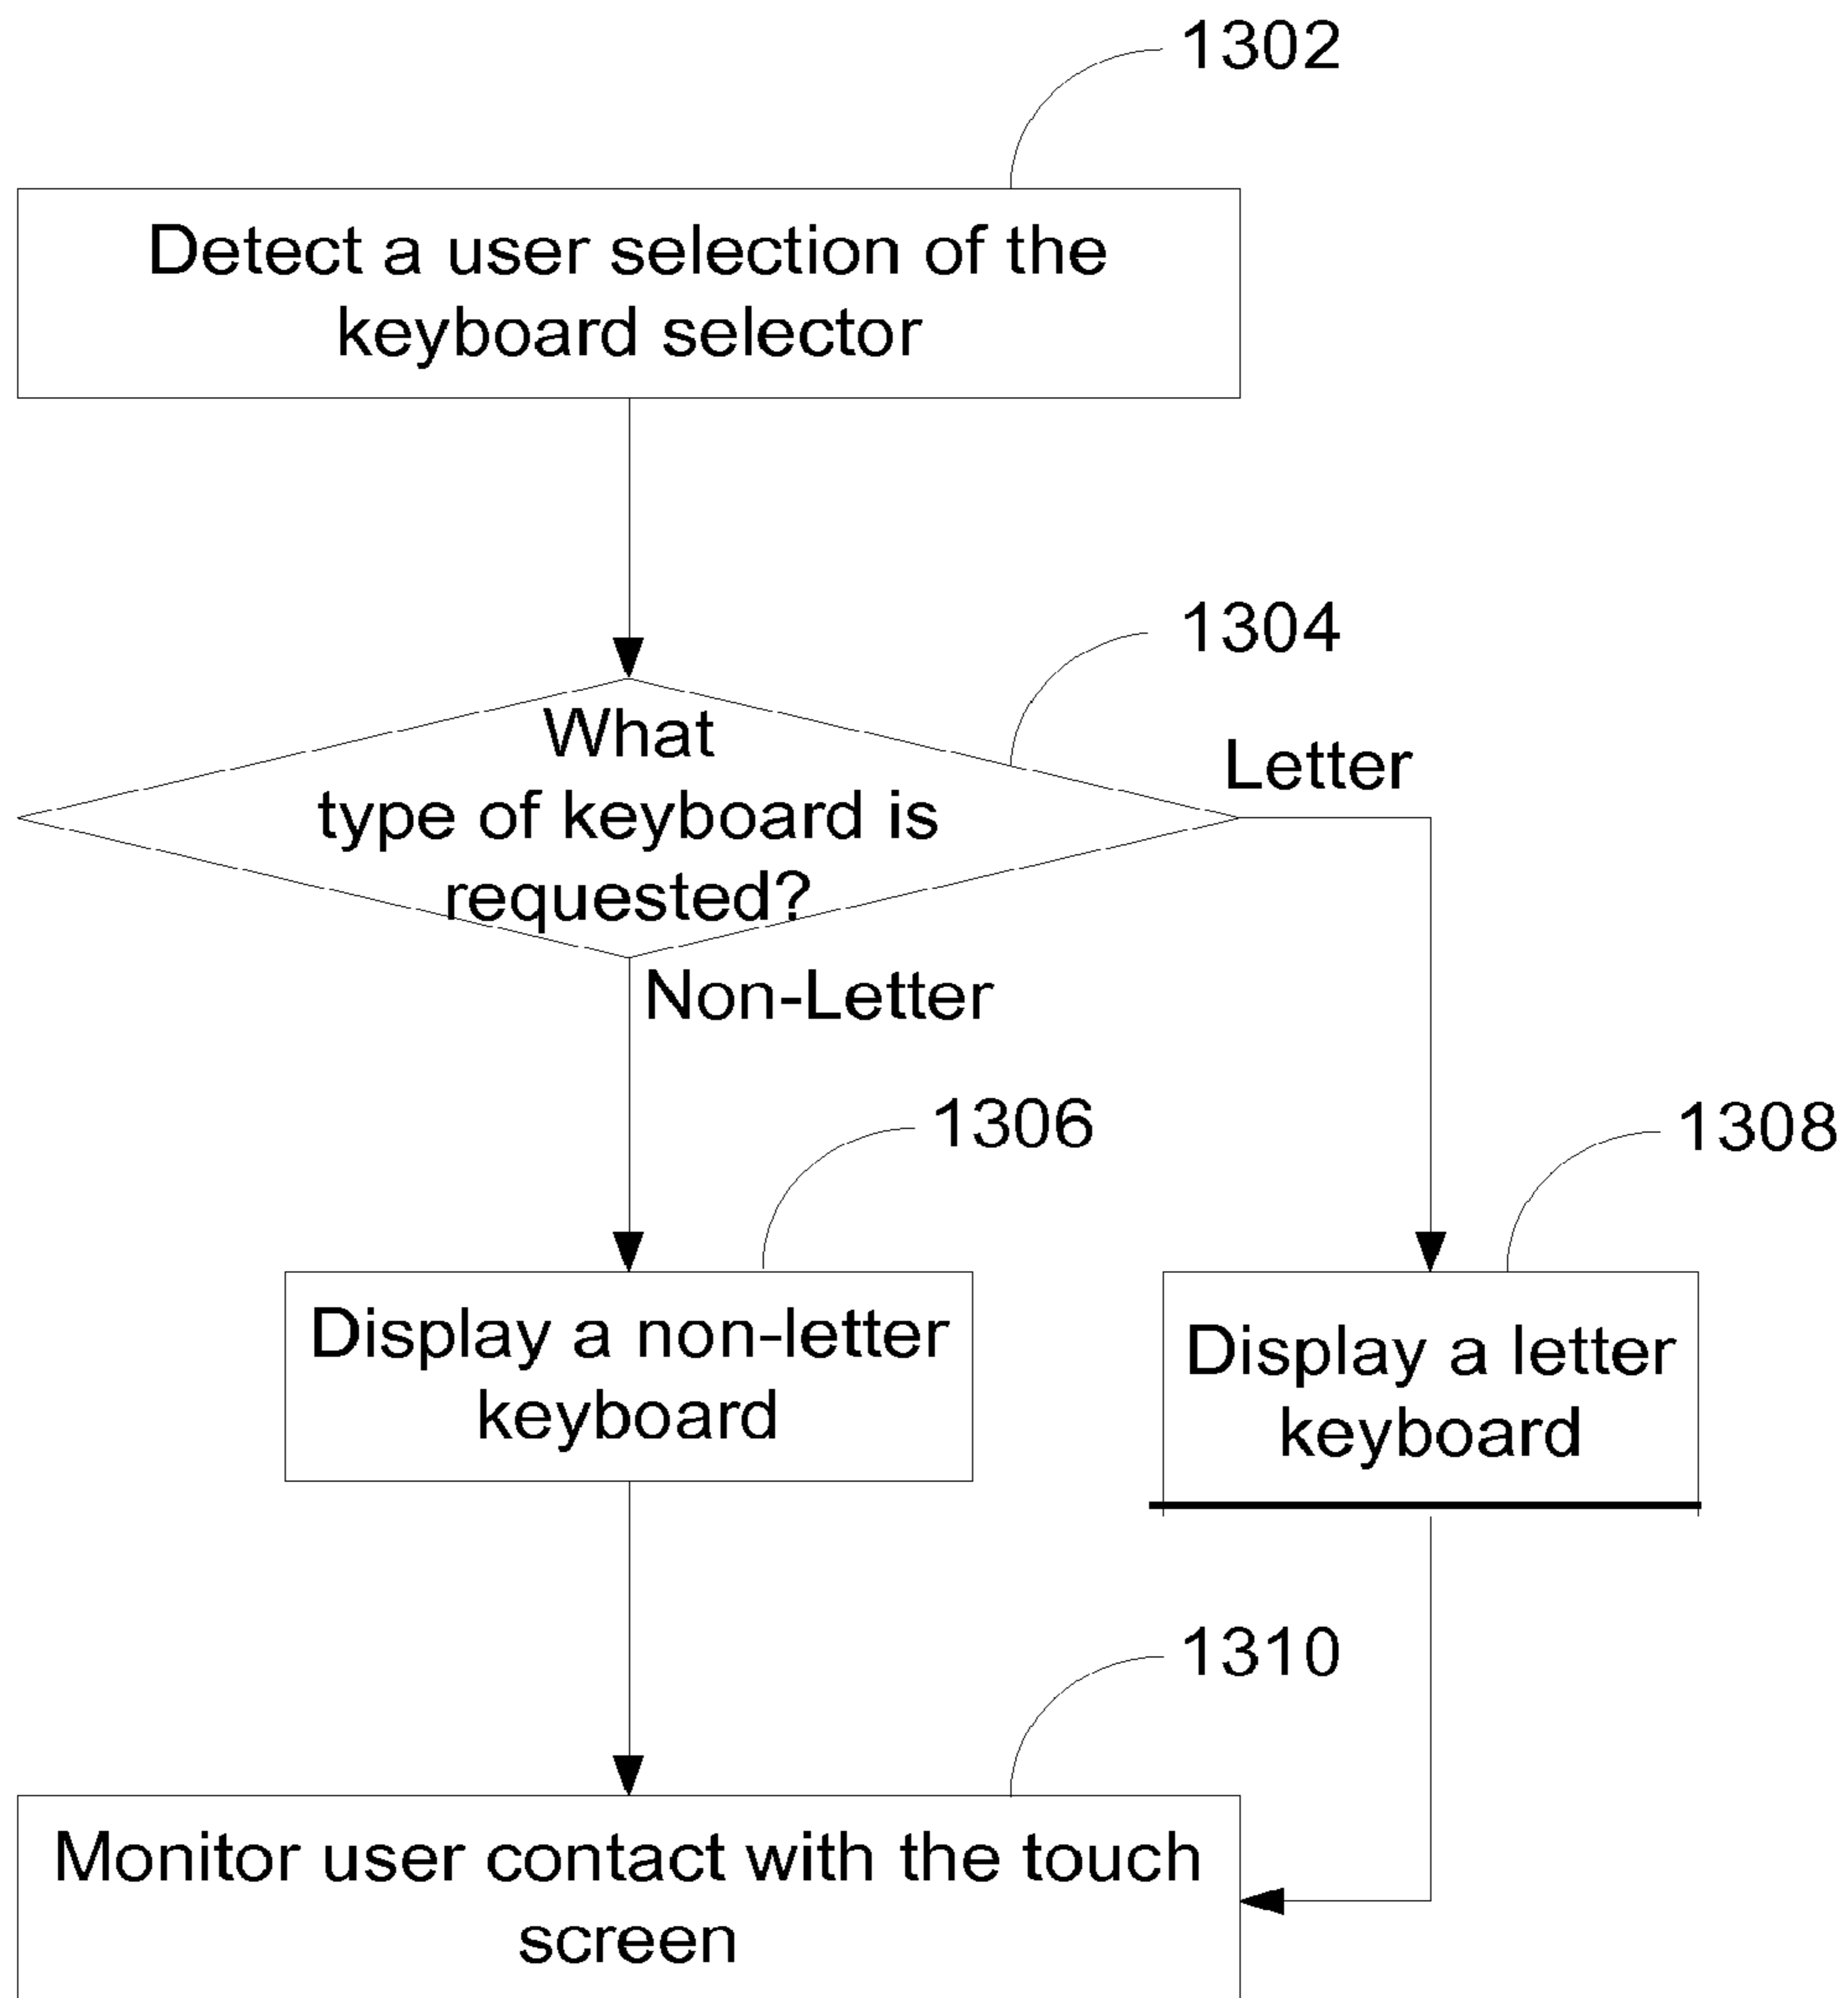 1302
Detect a user selection of the
keyboard selector
1304
What
type of keyboard is
requested?
Letter
Non-Letter
1306
1308
Display a non-letter
keyboard
Display a letter
keyboard
1310
Monitor user contact with the touch
screen